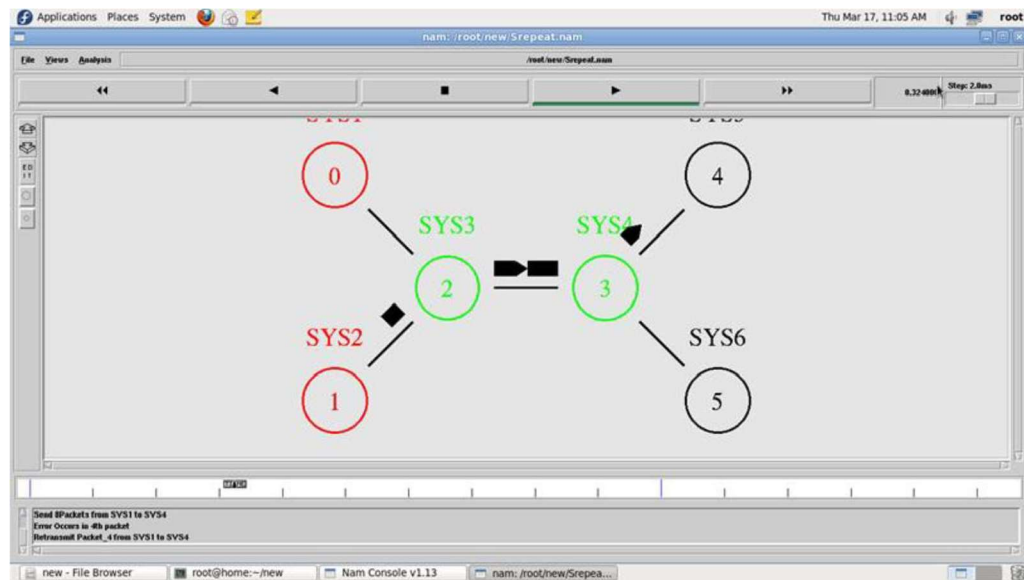 Applications Places System Thu Mar 17, 11:05 AM root
nam: /root/new/Srepeat.nam
File Views Analysis /root/new/Srepeat.nam
Step: 2.0ms
SYS1 SYS5
0 4
SYS3 SYS4
2 3
SYS2 SYS6
1 5
Send 8Packets from SYS1 to SYS4
Error Occurs in 4th packet
Retransmit Packet_4 from SYS1 to SYS4
new - File Browser root@home:~/new Nam Console v1.13 nam: /root/new/Srepea...